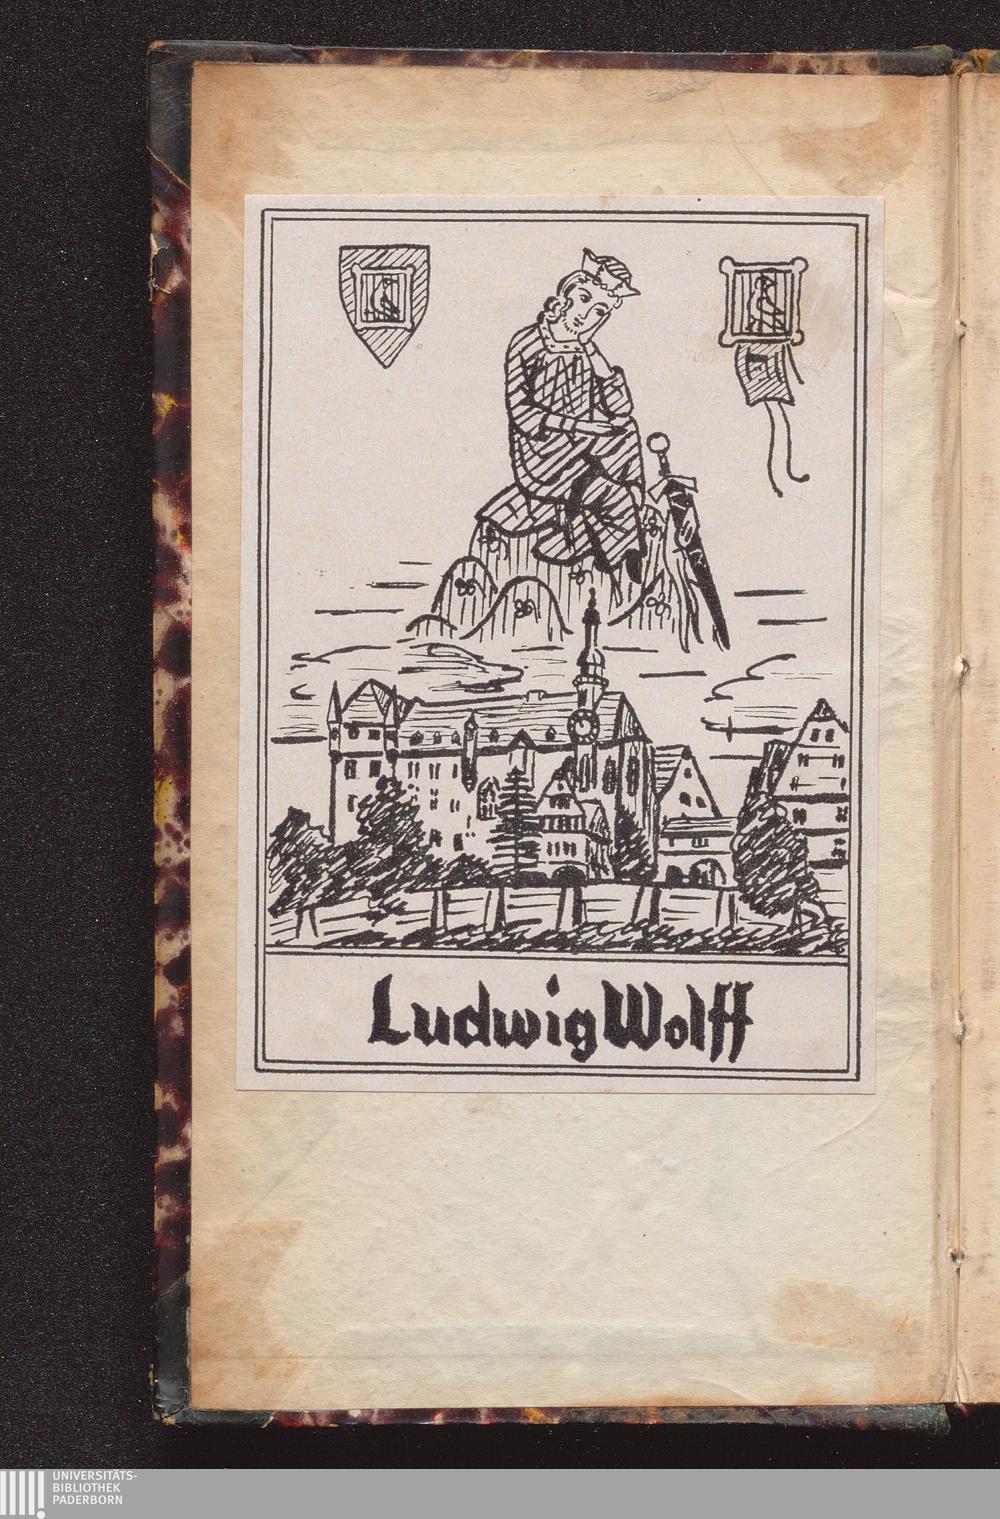 Ludwig Wolff
UNIVERSITÄTS-
BIBLIOTHEK
PADERBORN